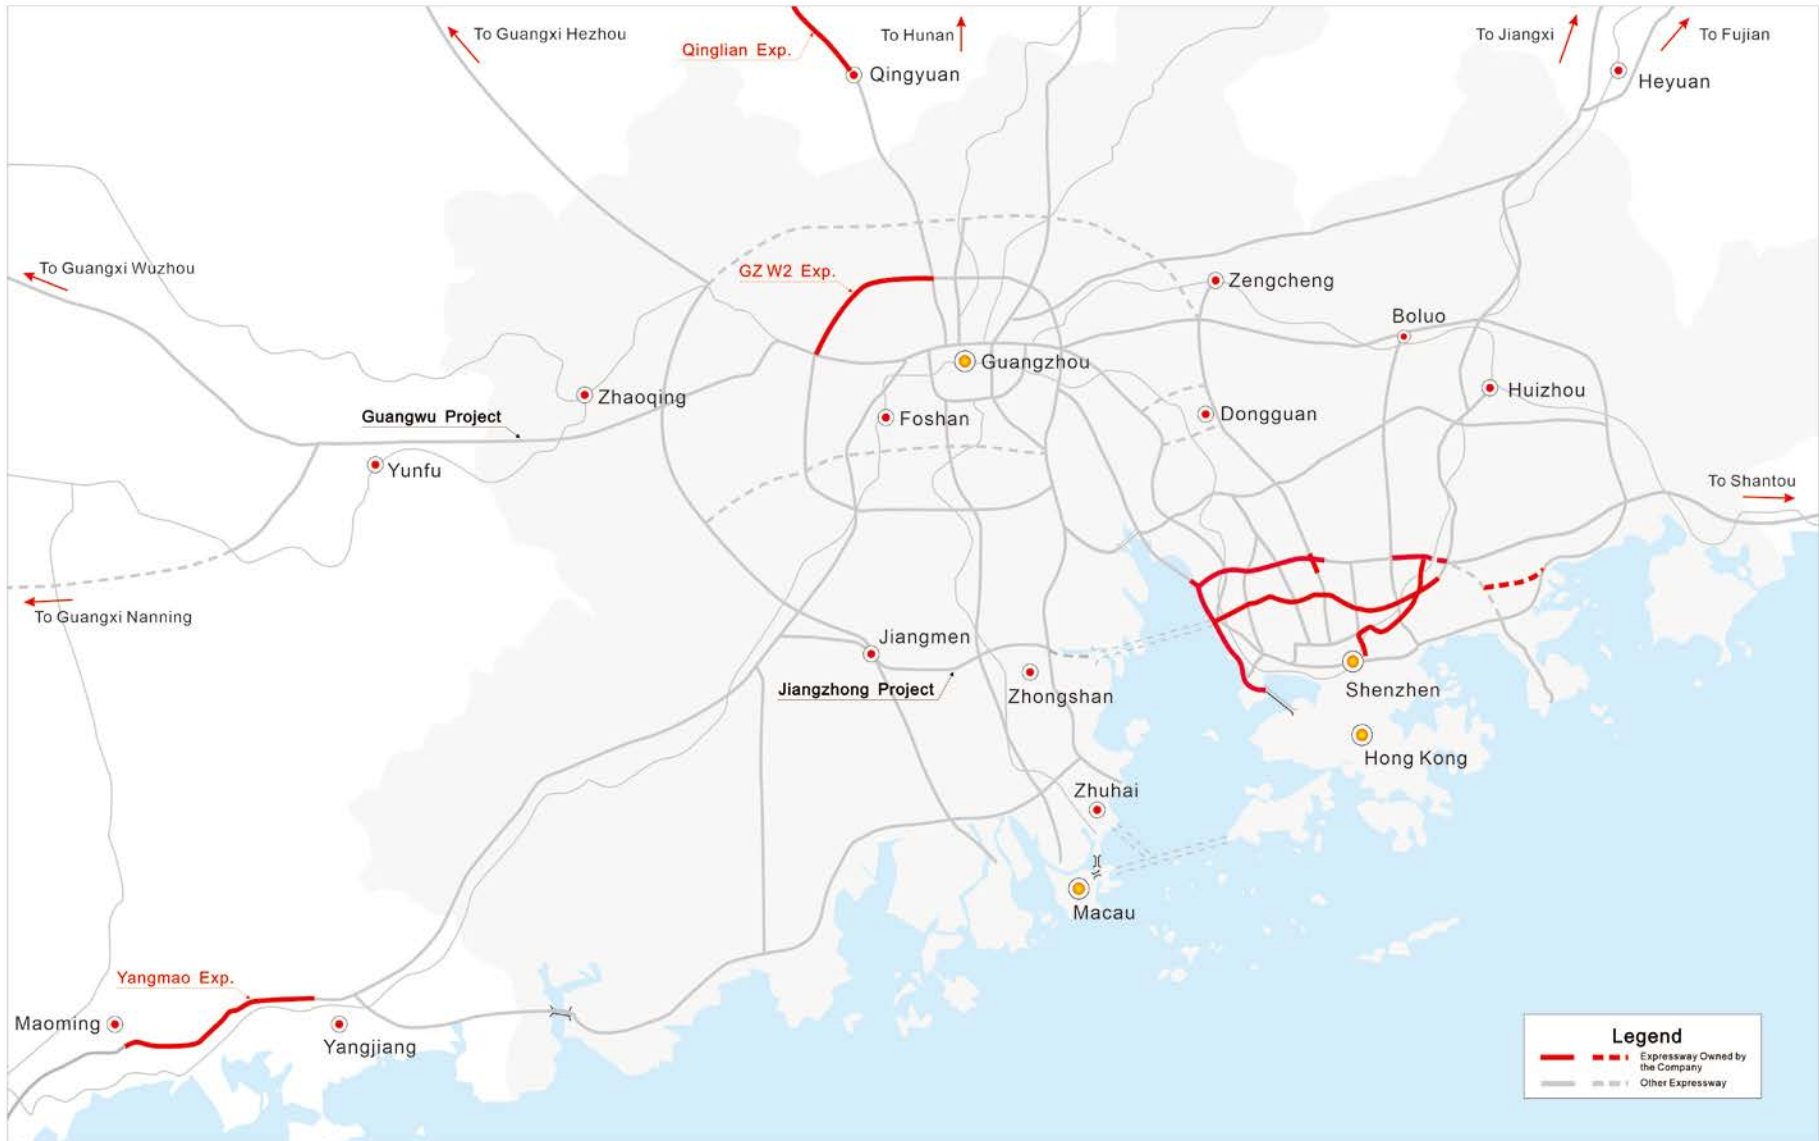 To Guangxi Hezhou
Qinglian Exp.
To Hunan
To Jiangxi
To Fujian
Qingyuan
Heyuan
To Guangxi Wuzhou
GZ W2 Exp.
Zengcheng
Boluo
Guangzhou
Huizhou
Zhaoqing
Guangwu Project
Foshan
Dongguan
Yunfu
To Shantou
To Guangxi Nanning
Jiangmen
Jiangzhong Project
Zhongshan
Shenzhen
Hong Kong
Zhuhai
Macau
Yangmao Exp.
Maoming
Yangjiang
Legend
Expressway Owned by
the Company
Other Expressway